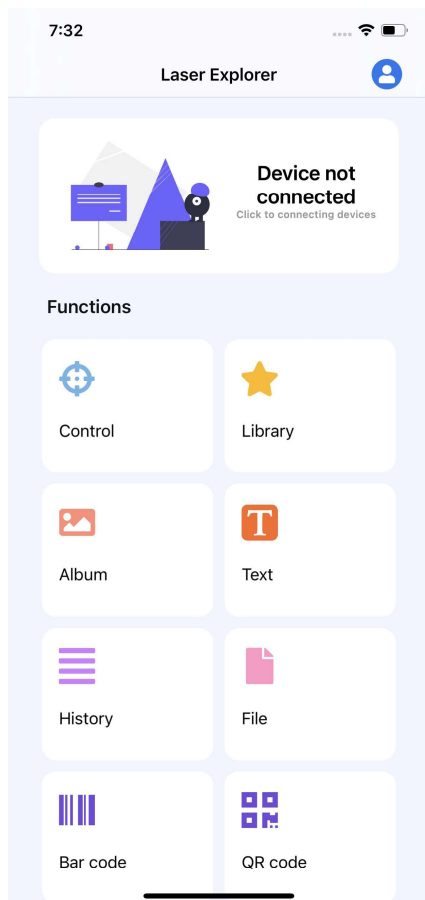 7:32
Laser Explorer
Device not
connected
Click to connecting devices
Functions
Control
Library
Album
Text
History
File
Bar code
QR code